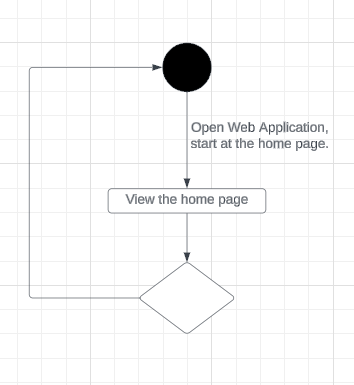 Open Web Application,
start at the home page.
View the home page